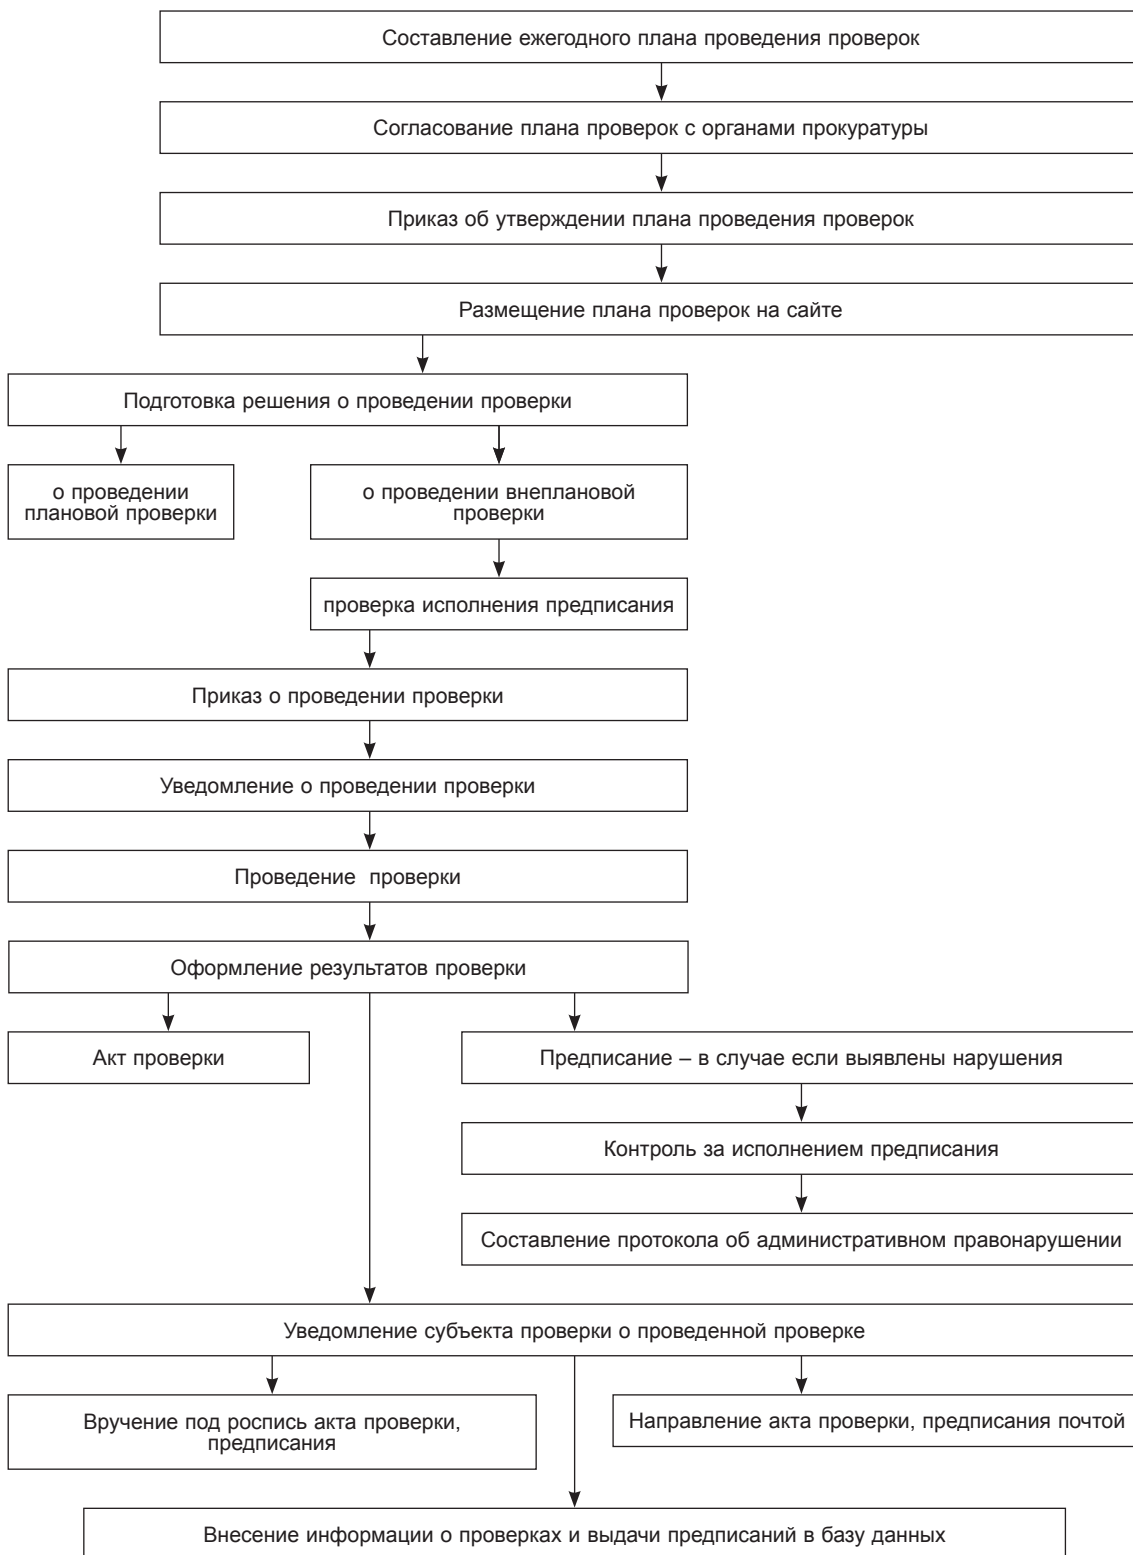 Составление ежегодного плана проведения проверок
Согласование плана проверок с органами прокуратуры
Приказ об утверждении плана проведения проверок
Размещение плана проверок на сайте
Подготовка решения о проведении проверки
о проведении
плановой проверки
о проведении внеплановой
проверки
проверка исполнения предписания
Приказ о проведении проверки
Уведомление о проведении проверки
Проведение проверки
Оформление результатов проверки
Акт проверки
Предписание – в случае если выявлены нарушения
Контроль за исполнением предписания
Составление протокола об административном правонарушении
Уведомление субъекта проверки о проведенной проверке
Вручение под роспись акта проверки,
предписания
Направление акта проверки, предписания почтой
Внесение информации о проверках и выдачи предписаний в базу данных